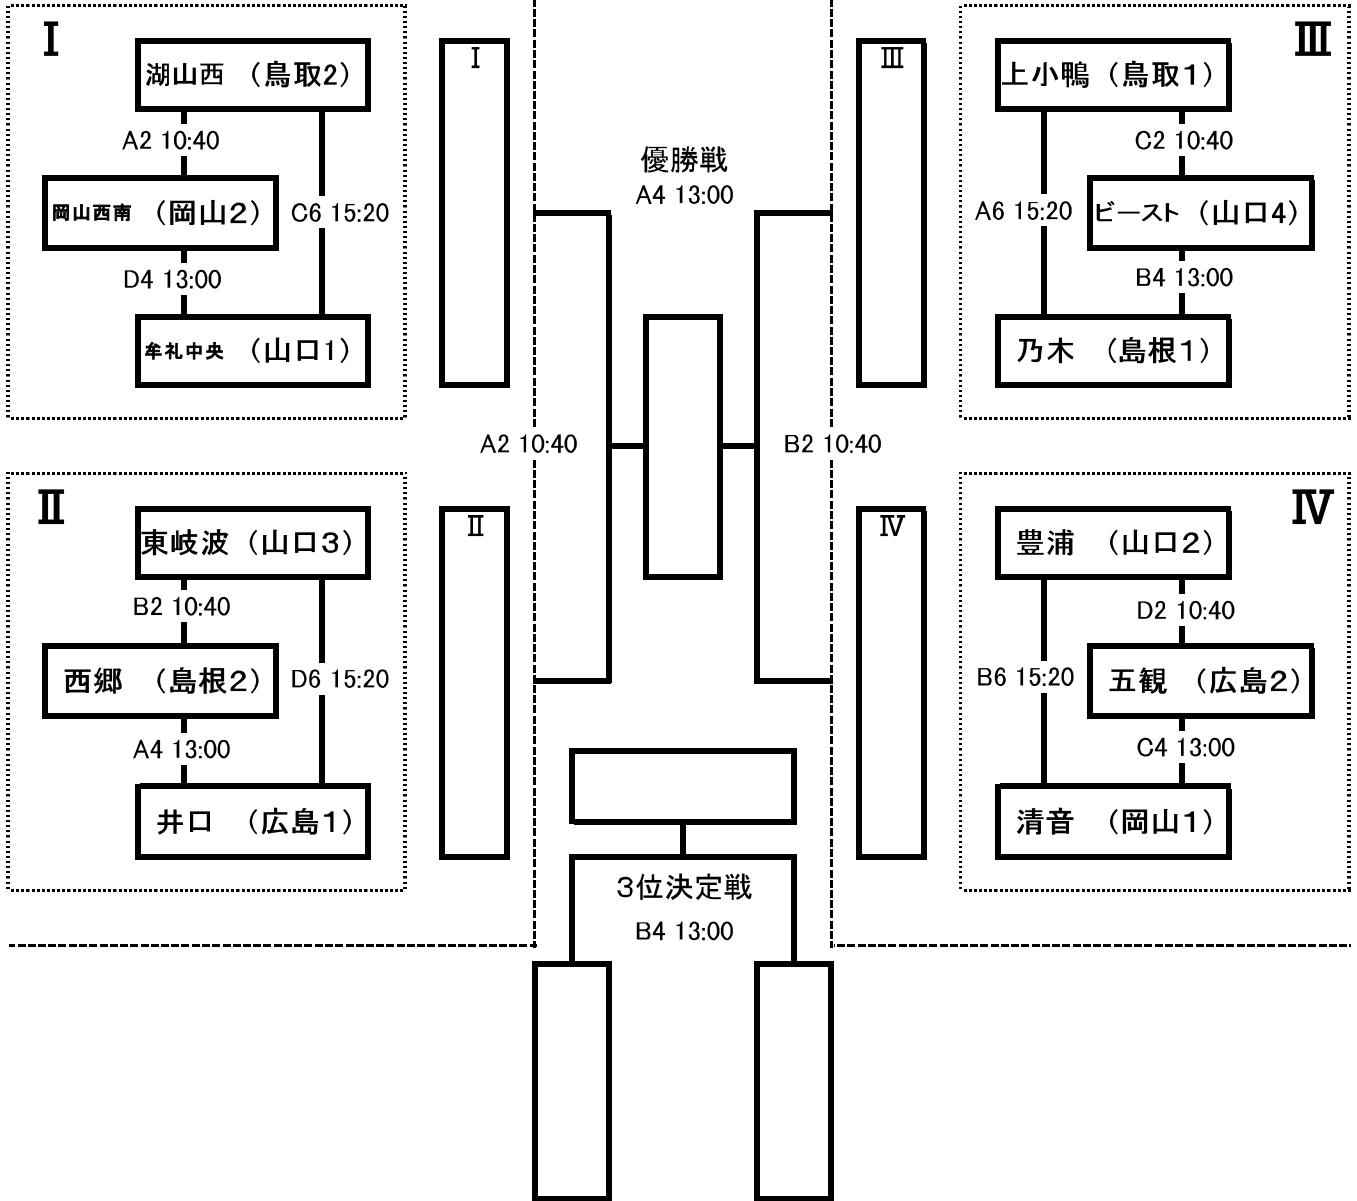 Ⅰ
湖山西 (鳥取2)
A2 10:40
岡山西南 (岡山2)
C6 15:20
D4 13:00
牟礼中央 (山口1)
Ⅱ
東岐波 (山口3)
B2 10:40
西郷 (島根2)
D6 15:20
A4 13:00
井口 (広島1)
Ⅰ
Ⅱ
A2 10:40
優勝戦
A4 13:00
3位決定戦
B4 13:00
B2 10:40
Ⅲ
Ⅳ
Ⅲ
上小鴨 (鳥取1)
C2 10:40
A6 15:20
ビースト (山口4)
B4 13:00
乃木 (島根1)
Ⅳ
豊浦 (山口2)
D2 10:40
B6 15:20
五観 (広島2)
C4 13:00
清音 (岡山1)